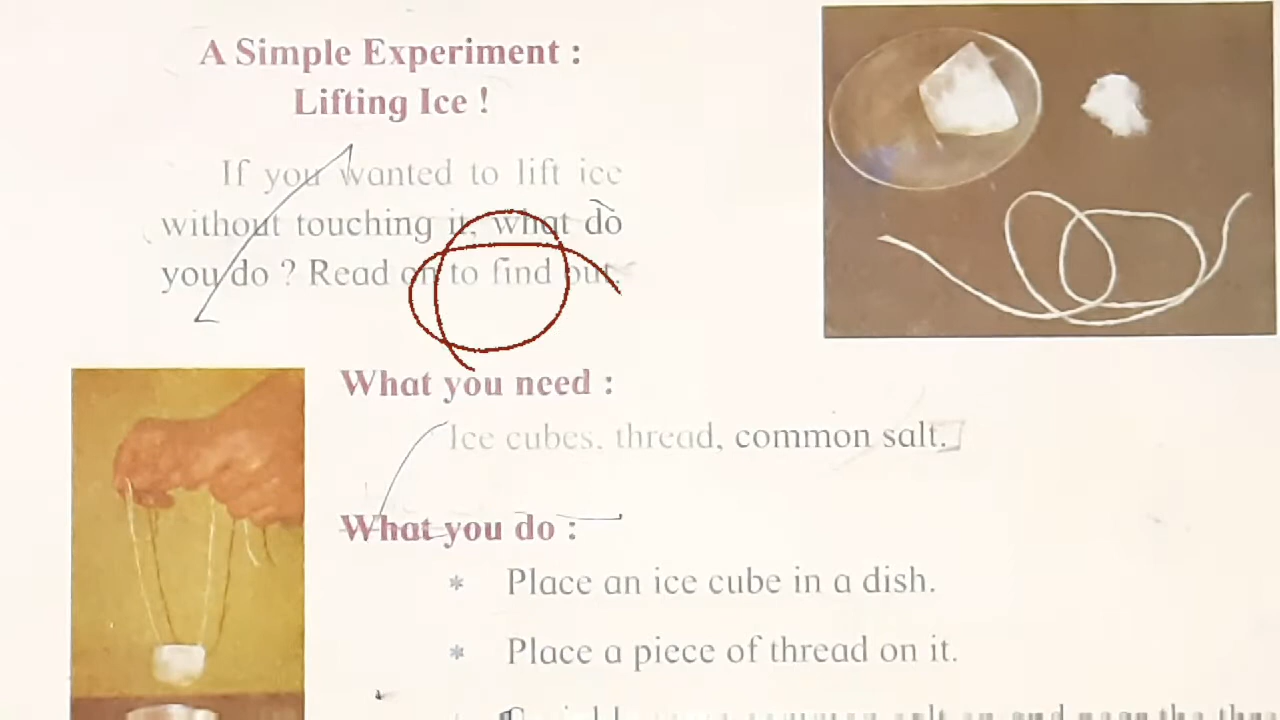 A Simple Experiment :
Lifting Ice !
If you wanted to lift ice
without touching it, what do
you do ? Read on to find out.
What you need :
Ice cubes, thread, common salt.
What you do :
* Place an ice cube in a dish.
* Place a piece of thread on it.